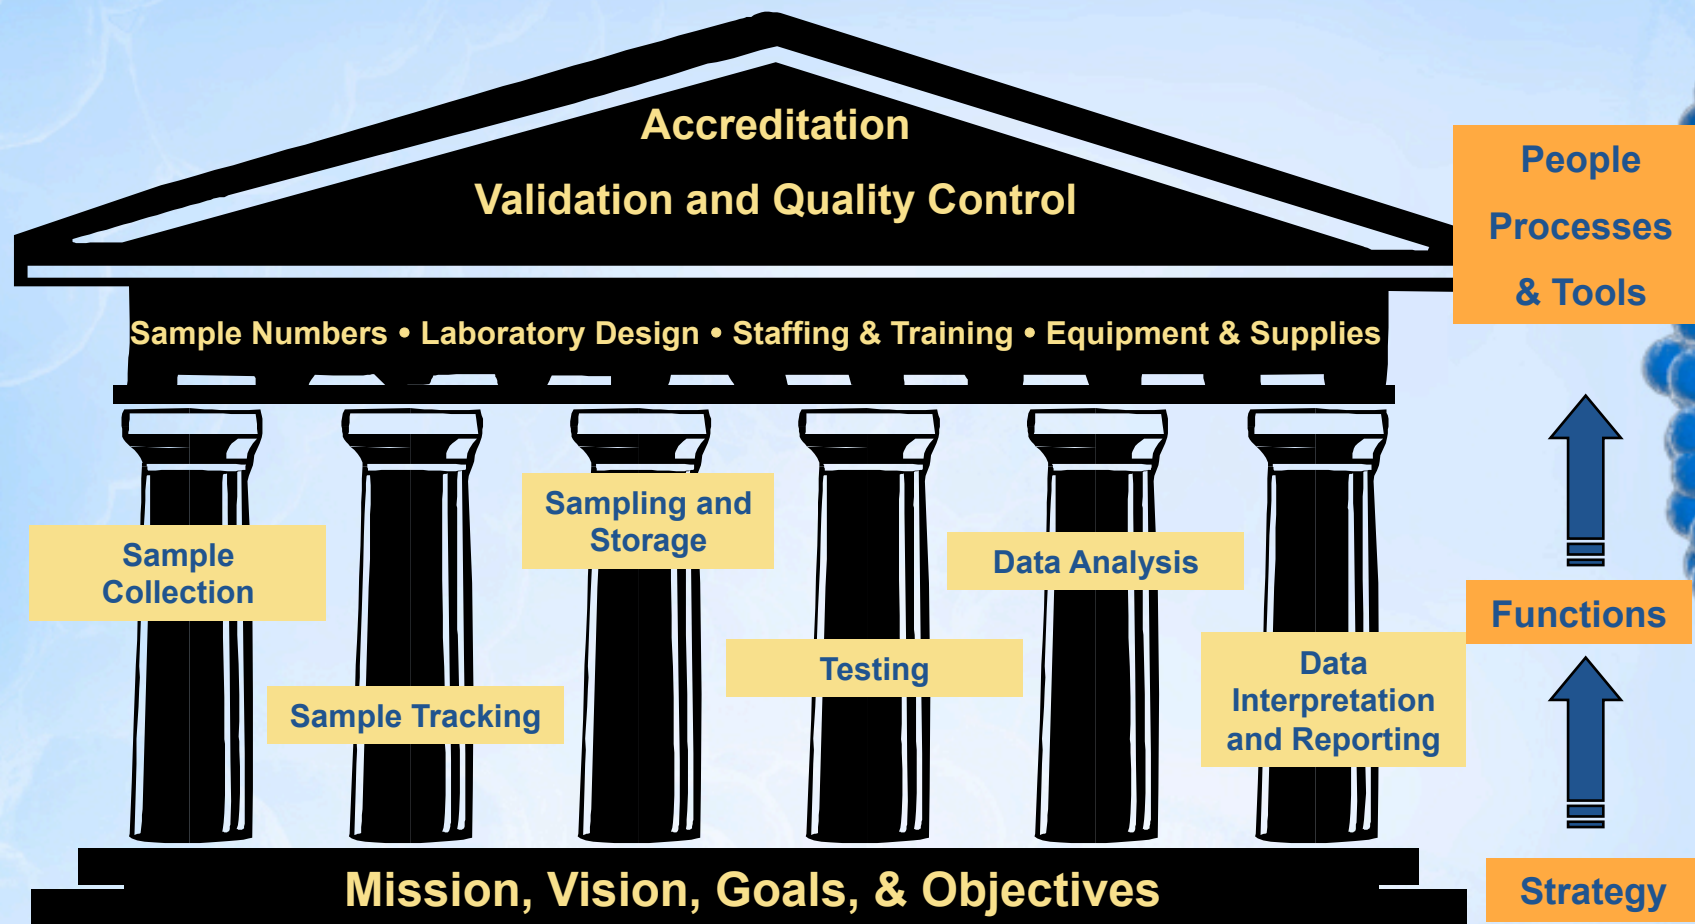 Accreditation
Validation and Quality Control
People
Processes
& Tools
Sample Numbers • Laboratory Design • Staffing & Training • Equipment & Supplies
Sample
Collection
Sample Tracking
Sampling and
Storage
Testing
Data Analysis
Data
Interpretation
and Reporting
Functions
Mission, Vision, Goals, & Objectives
Strategy